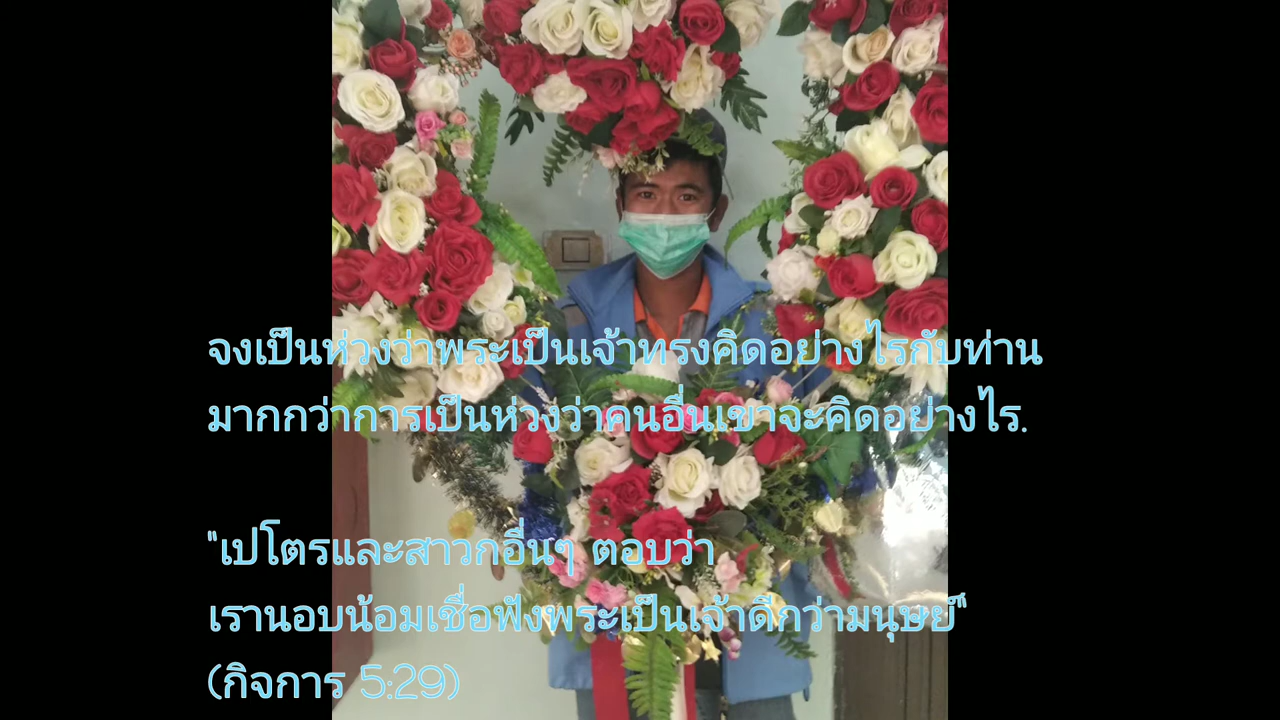 จงเป็นห่วงว่าพระเป็นเจ้าทรงคิดอย่างไรกับท่าน
มากกว่าการเป็นห่วงว่าคนอื่นเขาจะคิดอย่างไร.
"เปโตรและสาวกอื่นๆ ตอบว่า
เรานอบน้อมเชื่อฟังพระเป็นเจ้าดีกว่ามนุษย์"
(กิจการ 5:29)